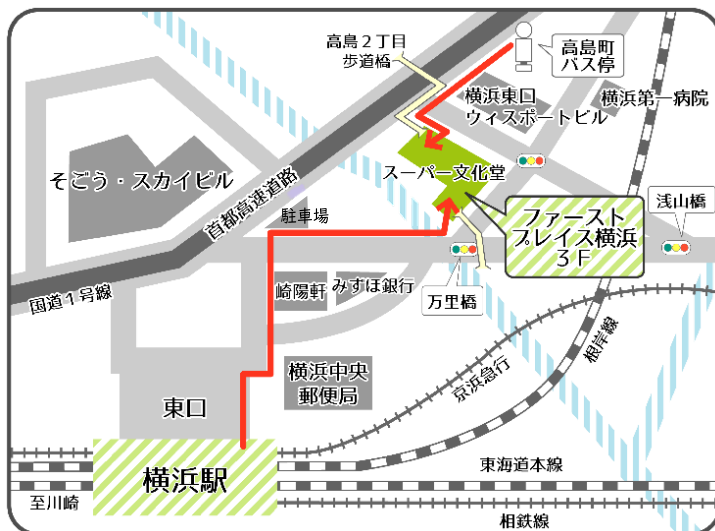 高島２丁目
歩道橋
高島町
バス停
横浜東口
ウィスポートビル
横浜第一病院
そごう・スカイビル
首都高速道路
スーパー文化堂
駐車場
ファースト
プレイス横浜
３Ｆ
浅山橋
国道１号線
崎陽軒
みずほ銀行
万里橋
横浜中央
郵便局
京浜急行
根岸線
東口
横浜駅
東海道本線
至川崎
相鉄線